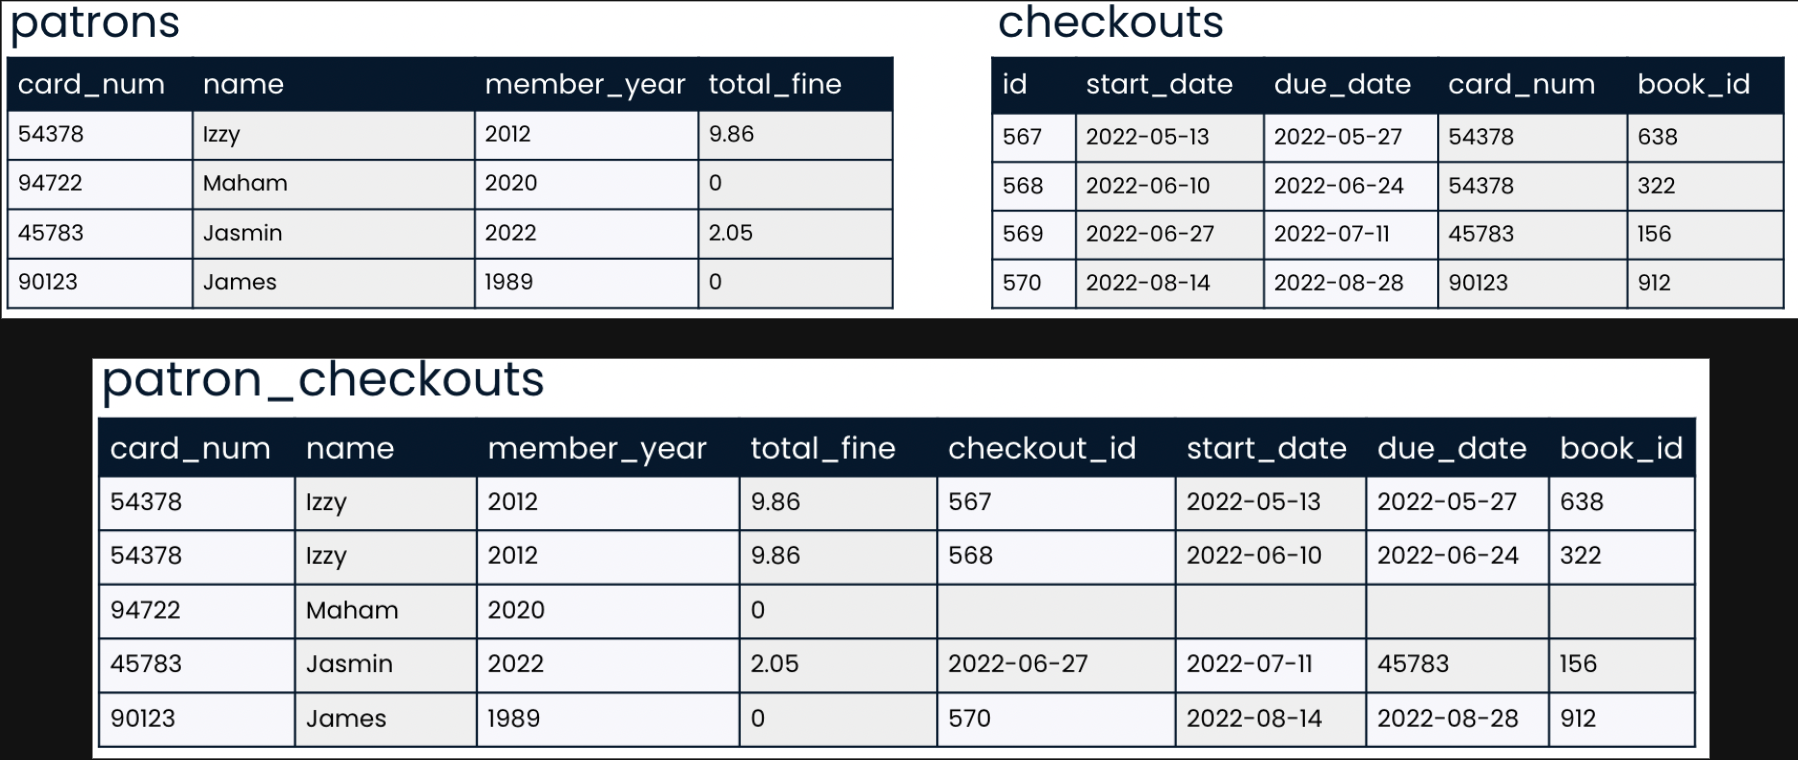 patrons
card_num name member_year total_fine
54378 Izzy 2012 9.86
94722 Maham 2020 0
45783 Jasmin 2022 2.05
90123 James 1989 0
checkouts
id start_date due_date card_num book_id
567 2022-05-13 2022-05-27 54378 638
568 2022-06-10 2022-06-24 54378 322
569 2022-06-27 2022-07-11 45783 156
570 2022-08-14 2022-08-28 90123 912
patron_checkouts
card_num name member_year total_fine checkout_id start_date due_date book_id
54378 Izzy 2012 9.86 567 2022-05-13 2022-05-27 638
54378 Izzy 2012 9.86 568 2022-06-10 2022-06-24 322
94722 Maham 2020 0
45783 Jasmin 2022 2.05 2022-06-27 2022-07-11 45783 156
90123 James 1989 0 570 2022-08-14 2022-08-28 912